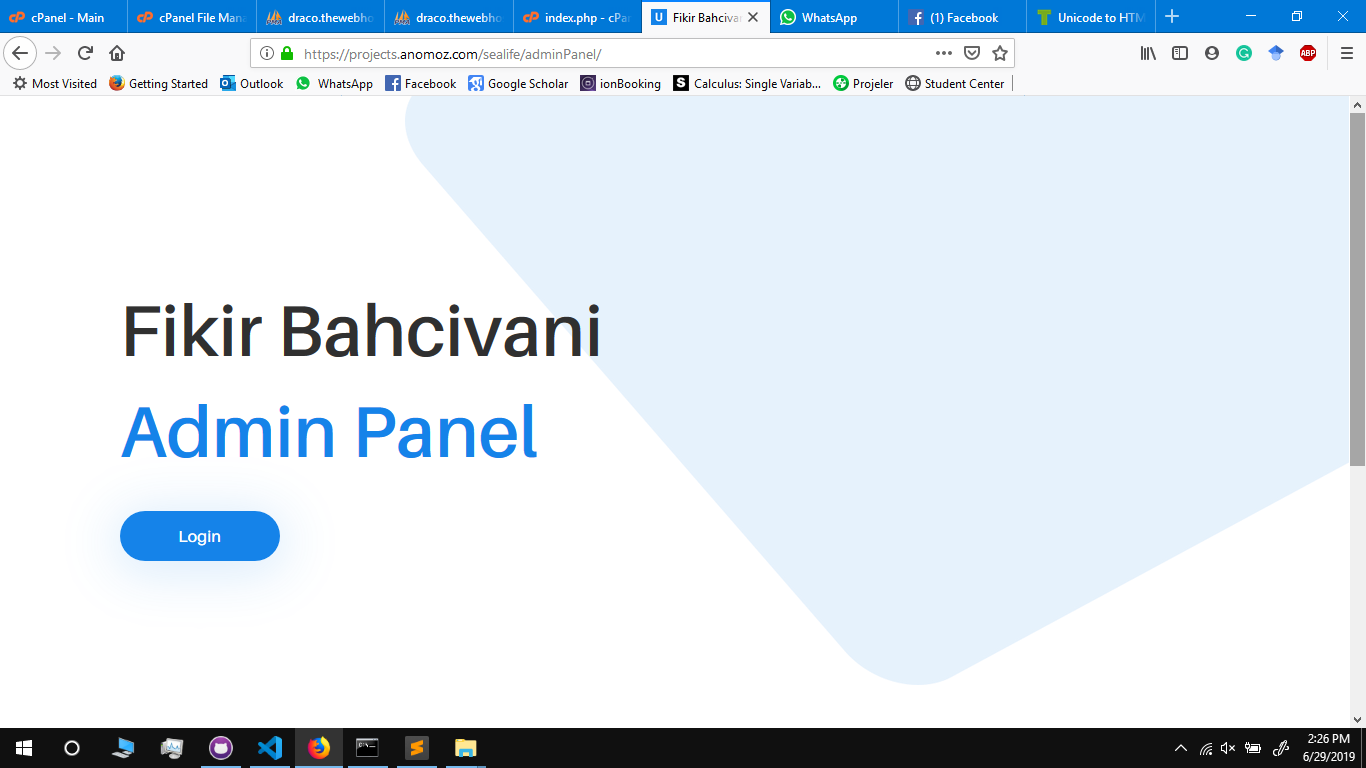 cPanel - Main
cPanel File Man
draco.thewebho
draco.thewebho
index.php - cPa
Fikir Bahcivan
WhatsApp
(1) Facebook
Unicode to HTM
https://projects.anomoz.com/sealife/adminPanel/
ABP
Most Visited
Getting Started
Outlook
WhatsApp
Facebook
Google Scholar
ionBooking
Calculus: Single Variab...
Projeler
Student Center
Fikir Bahcivani
Admin Panel
Login
2:26 PM
6/29/2019